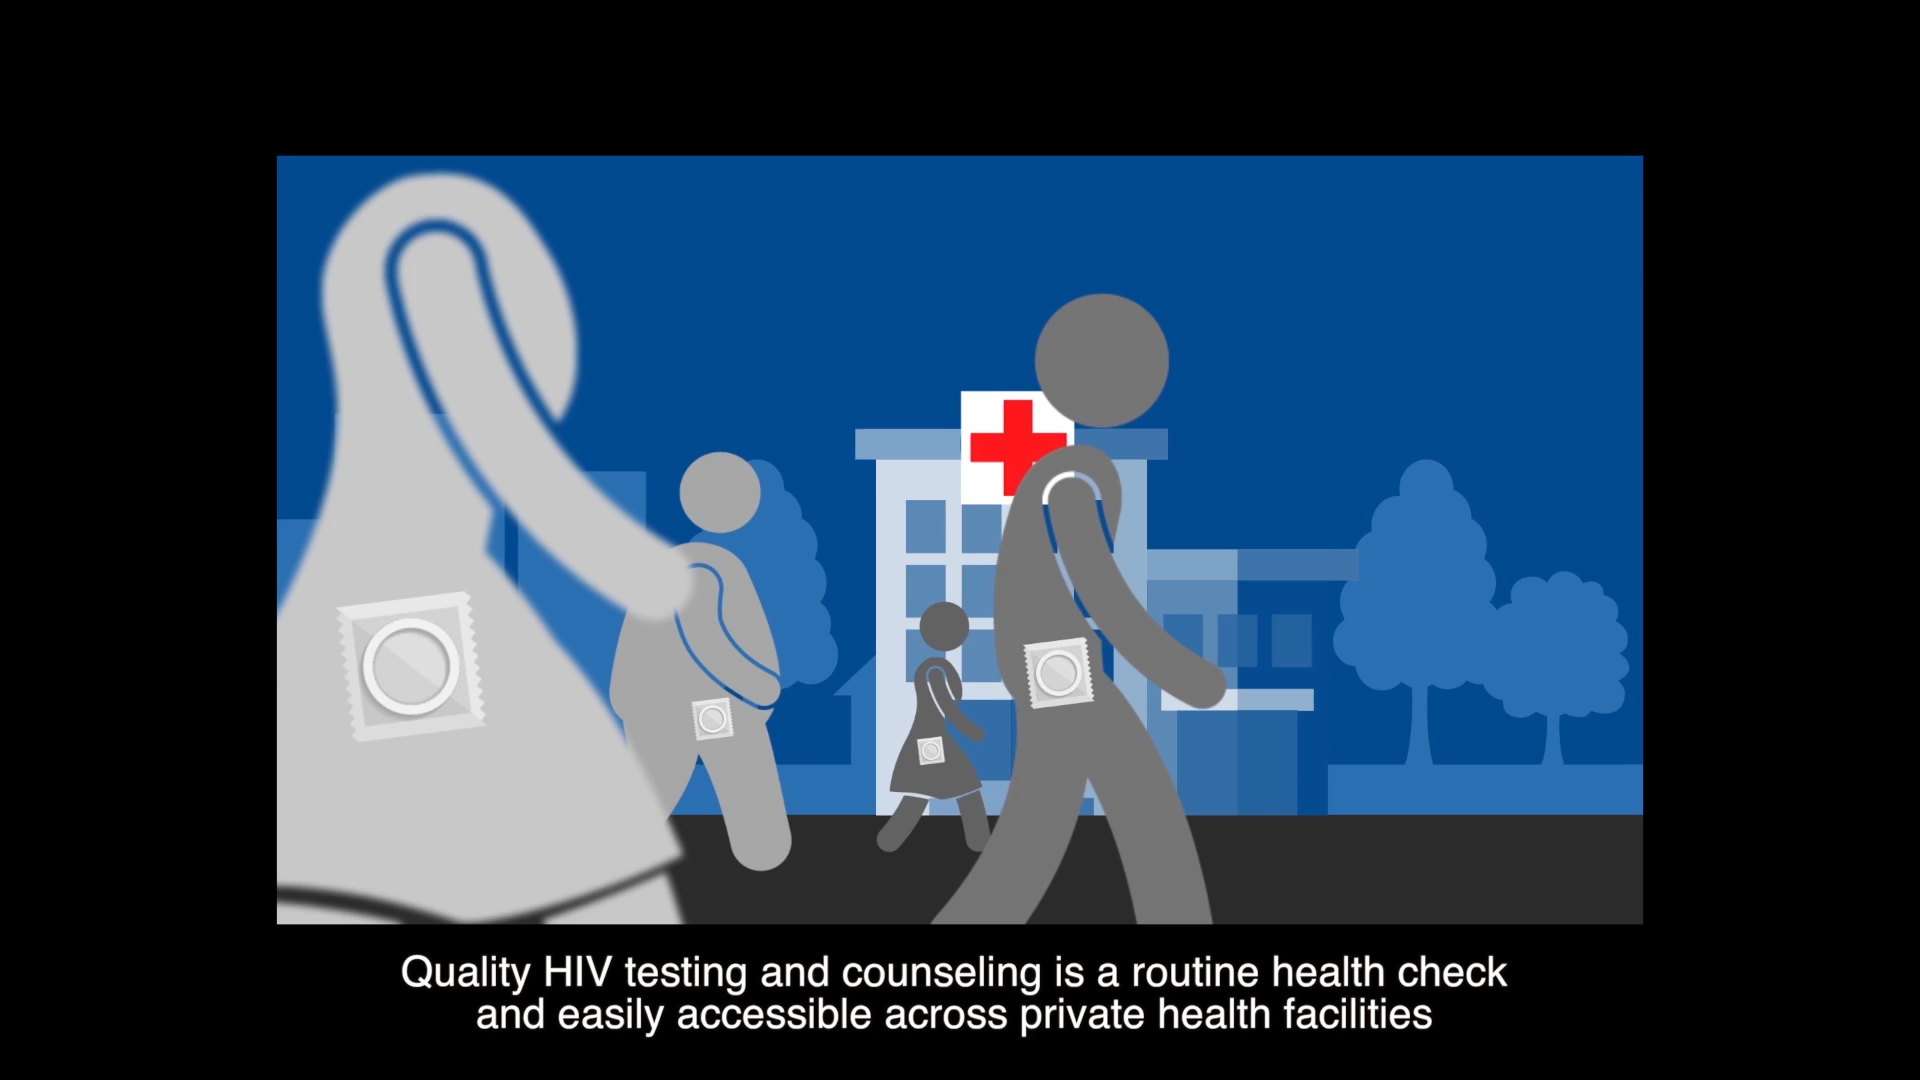 Quality HIV testing and counseling is a routine health check
and easily accessible across private health facilities